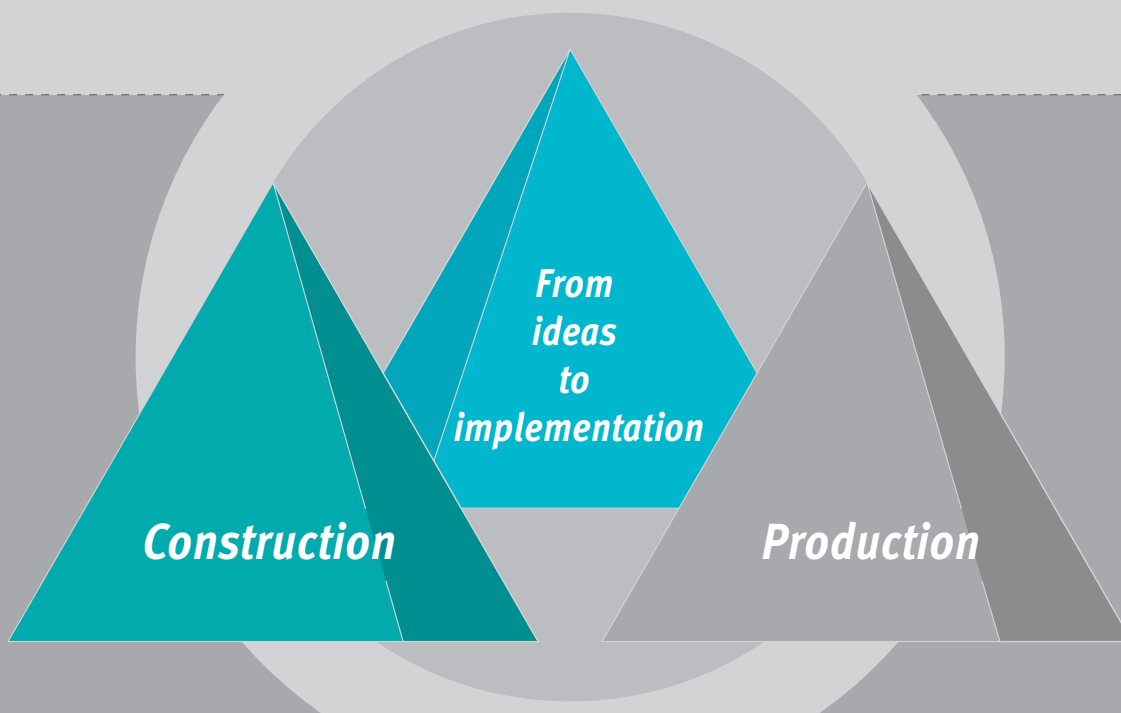 From
ideas
to
implementation
Construction
Production